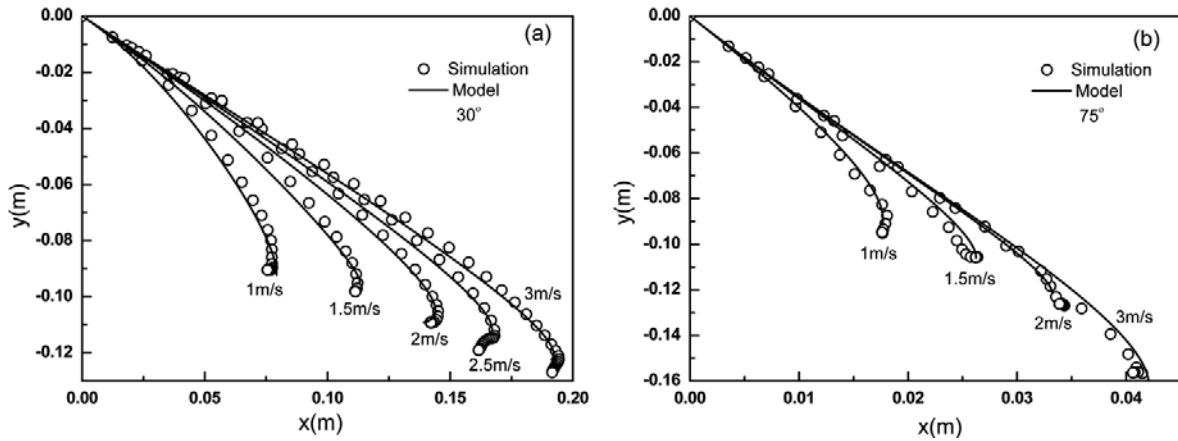 (a)
Simulation
Model
30°
0.00
-0.02
-0.04
-0.06
-0.08
-0.10
-0.12
y(m)
1m/s
1.5m/s
2m/s
2.5m/s
3m/s
0.00
0.05
0.10
0.15
0.20
x(m)
(b)
Simulation
Model
75°
0.00
-0.02
-0.04
-0.06
-0.08
-0.10
-0.12
-0.14
-0.16
y(m)
1m/s
1.5m/s
2m/s
3m/s
0.00
0.01
0.02
0.03
0.04
x(m)